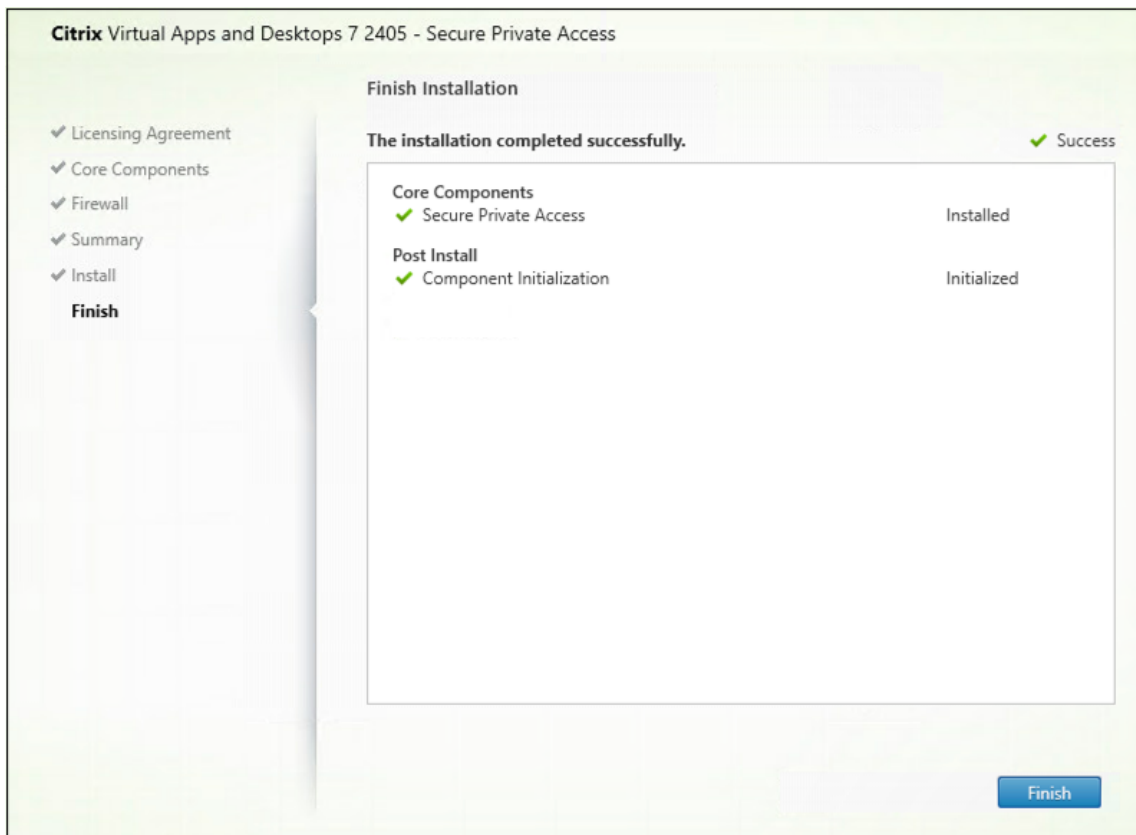 Citrix Virtual Apps and Desktops 7 2405 - Secure Private Access
Licensing Agreement
Core Components
Firewall
Summary
Install
Finish
Finish Installation
The installation completed successfully.
Success
Core Components
Secure Private Access Installed
Post Install
Component Initialization Initialized
Finish